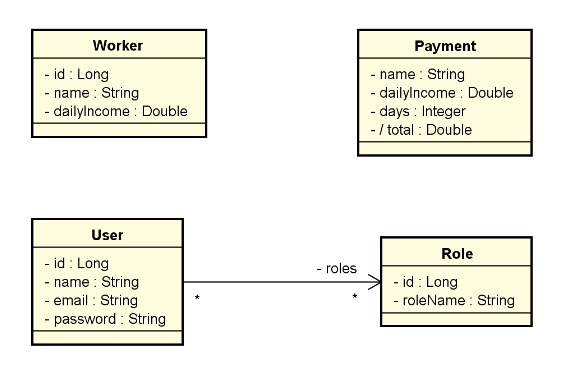 Worker
- id : Long
- name : String
- dailyIncome : Double
Payment
- name : String
- dailyIncome : Double
- days : Integer
- / total : Double
User
- id : Long
- name : String
- email : String
- password : String
- roles
*
*
Role
- id : Long
- roleName : String